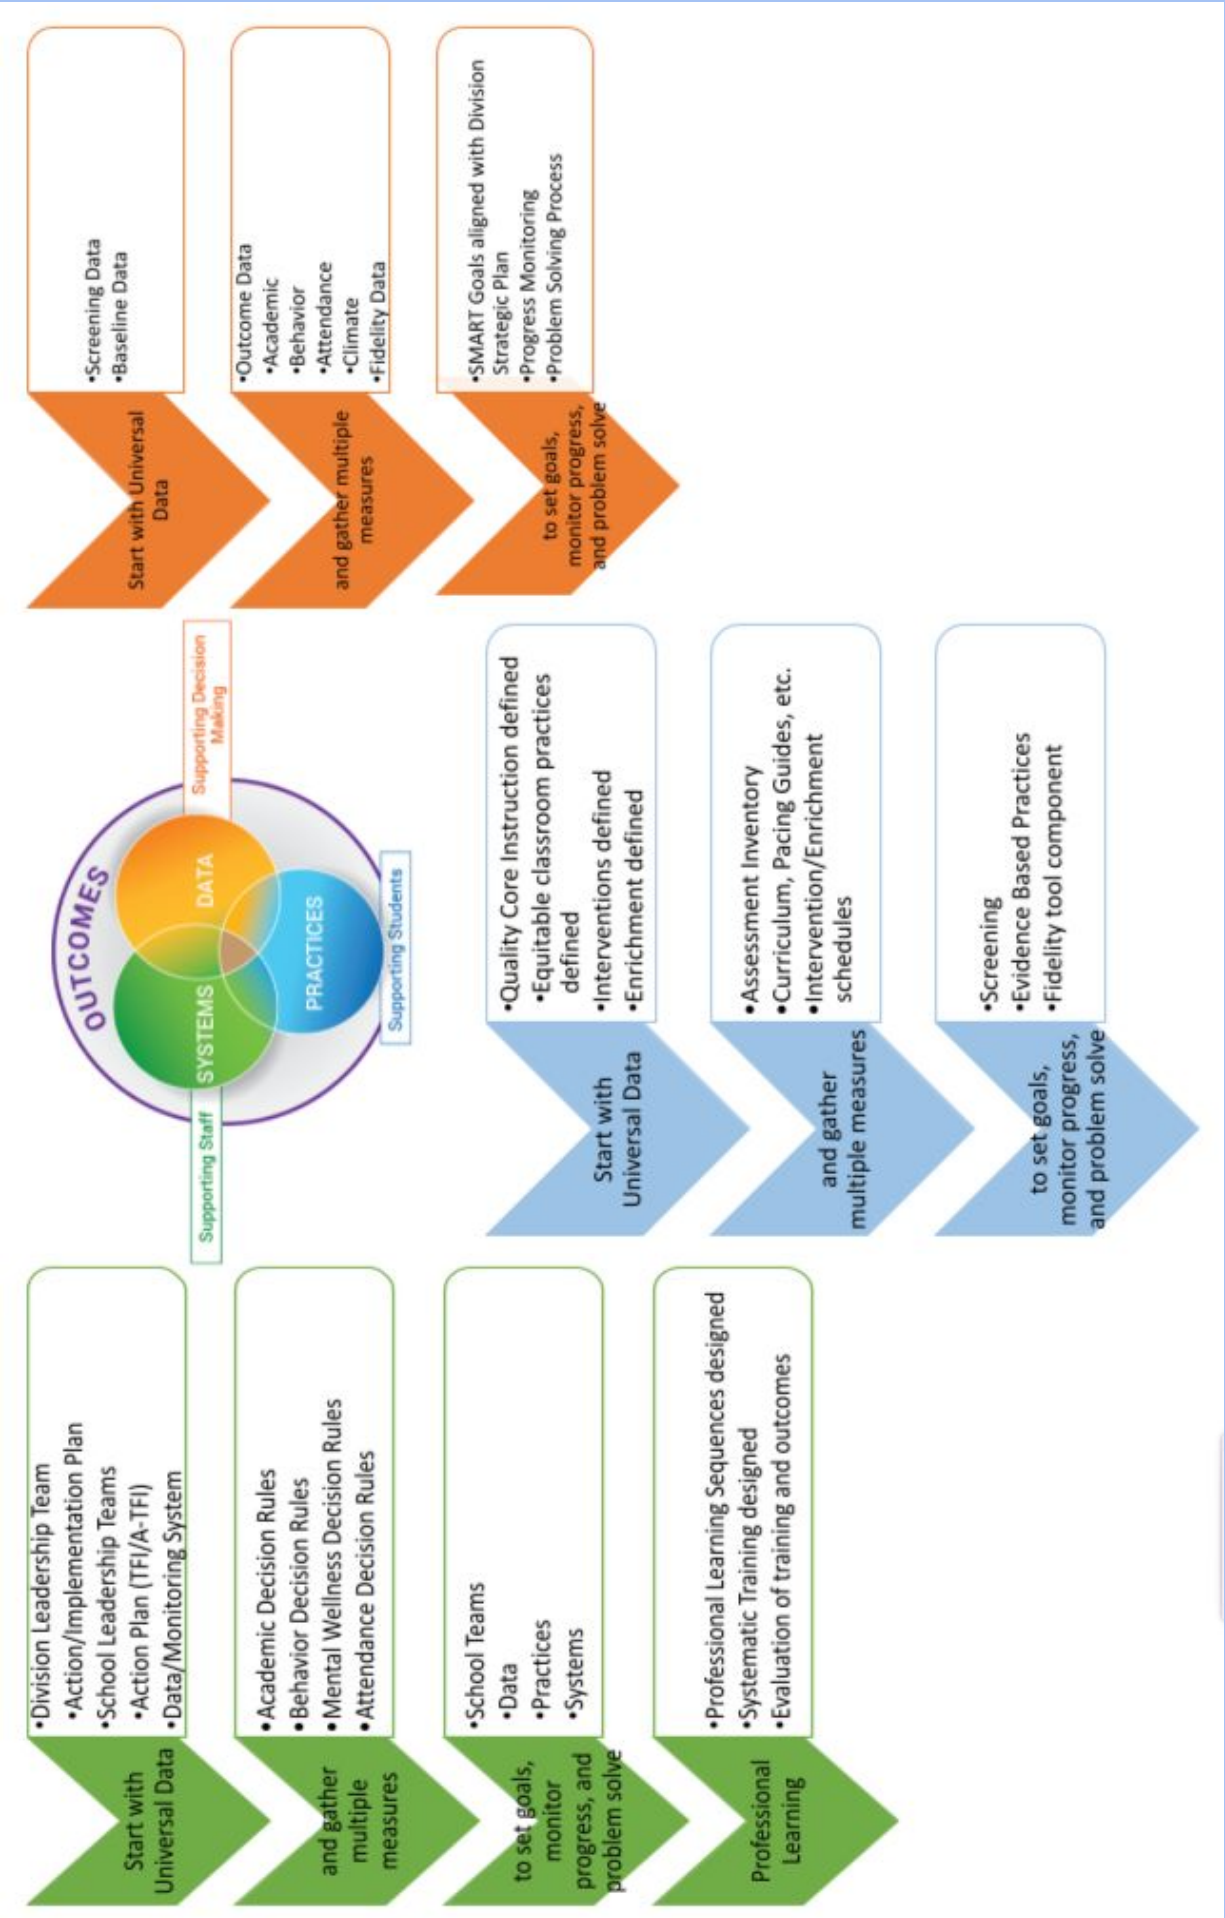 Start with
Universal Data
•Division Leadership Team
•Action/Implementation Plan
•School Leadership Teams
•Action Plan (TFI/A-TFI)
•Data/Monitoring System
and gather
multiple
measures
•Academic Decision Rules
•Behavior Decision Rules
•Mental Wellness Decision Rules
•Attendance Decision Rules
to set goals,
monitor
progress, and
problem solve
•School Teams
•Data
•Practices
•Systems
Professional
Learning
•Professional Learning Sequences designed
•Systematic Training designed
•Evaluation of training and outcomes
OUTCOMES
Supporting Staff
SYSTEMS
DATA
Supporting Decision
Making
PRACTICES
Supporting Students
Start with
Universal Data
•Quality Core Instruction defined
•Equitable classroom practices
defined
•Interventions defined
•Enrichment defined
and gather
multiple measures
•Assessment Inventory
•Curriculum, Pacing Guides, etc.
•Intervention/Enrichment
schedules
to set goals,
monitor progress,
and problem solve
•Screening
•Evidence Based Practices
•Fidelity tool component
Start with Universal
Data
•Screening Data
•Baseline Data
and gather multiple
measures
•Outcome Data
•Academic
•Behavior
•Attendance
•Climate
•Fidelity Data
to set goals,
monitor progress,
and problem solve
•SMART Goals aligned with Division
Strategic Plan
•Progress Monitoring
•Problem Solving Process